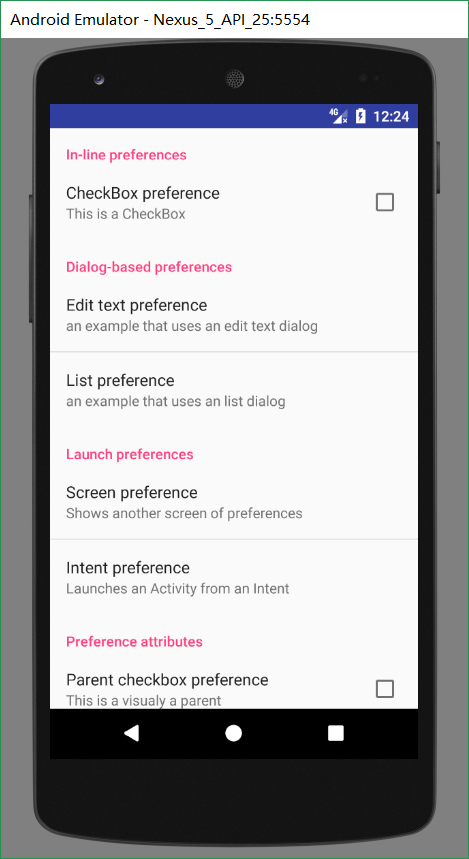 Android Emulator - Nexus_5_API_25:5554
4G 12:24
In-line preferences
CheckBox preference
This is a CheckBox
Dialog-based preferences
Edit text preference
an example that uses an edit text dialog
List preference
an example that uses an list dialog
Launch preferences
Screen preference
Shows another screen of preferences
Intent preference
Launches an Activity from an Intent
Preference attributes
Parent checkbox preference
This is a visualy a parent